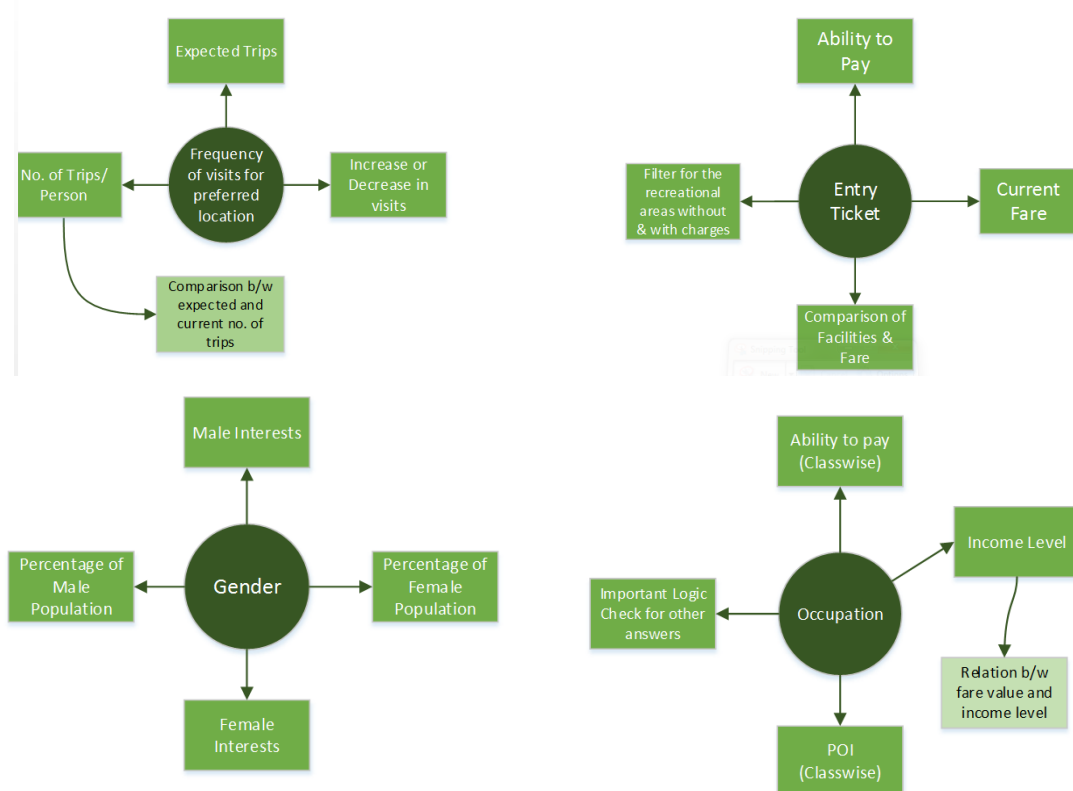 Expected Trips
Frequency
of visits for
preferred
location
No. of Trips/
Person
Increase or
Decrease in
visits
Comparison b/w
expected and
current no. of
trips
Ability to
Pay
Filter for the
recreational
areas without
& with charges
Entry
Ticket
Current
Fare
Comparison of
Facilities &
Fare
Male Interests
Percentage of
Male
Population
Gender
Percentage of
Female
Population
Female
Interests
Ability to pay
(Classwise)
Income Level
Important Logic
Check for other
answers
Occupation
Relation b/w
fare value and
income level
POI
(Classwise)